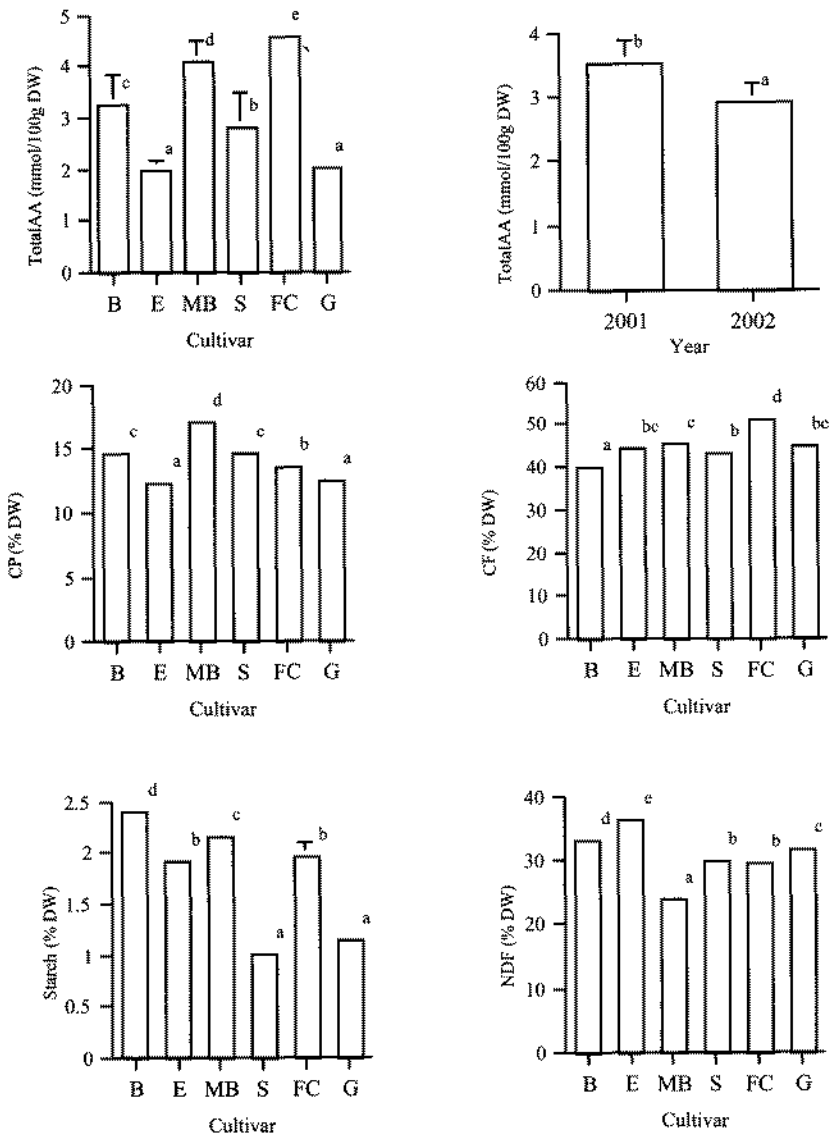 TotalAA (mmol/100g DW)
5
4
3
2
1
0
c
a
d
b
e
a
B E MB S FC G
Cultivar
TotalAA (mmol/100g DW)
4
3
2
1
0
b
a
2001 2002
Year
CP (% DW)
20
15
10
5
0
c
a
d
c
b
a
B E MB S FC G
Cultivar
CF (% DW)
60
50
40
30
20
10
0
a
bc
c
b
d
bc
B E MB S FC G
Cultivar
Starch (% DW)
2.5
2
1.5
1
0.5
0
d
b
c
a
b
a
B E MB S FC G
Cultivar
NDF (% DW)
40
30
20
10
0
d
e
a
b
b
c
B E MB S FC G
Cultivar